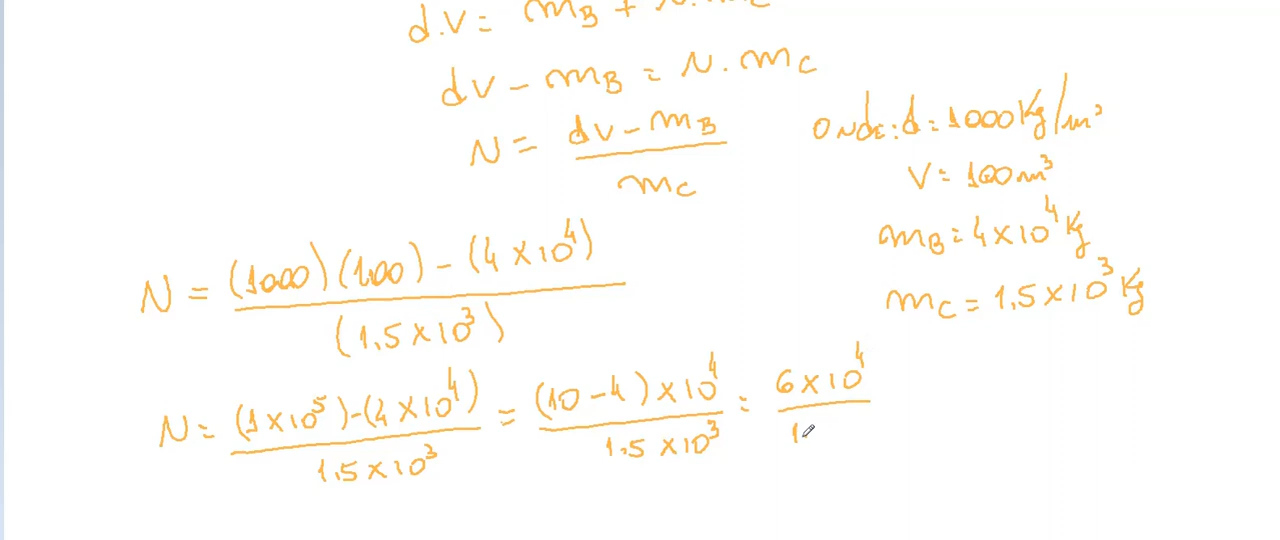 d.V = mB + N.mC
dV - mB = N . mC
N = (dV - mB) / mC
Onde: d = 1000 Kg/m³
V = 100 m³
mB = 4×10⁴ Kg
mC = 1,5×10³ Kg
N = ((1000)(100) - (4×10⁴)) / (1.5×10³)
N = ((1×10⁵)-(4×10⁴)) / (1.5×10³) = ((10-4)×10⁴) / (1.5×10³) = (6×10⁴) / 1